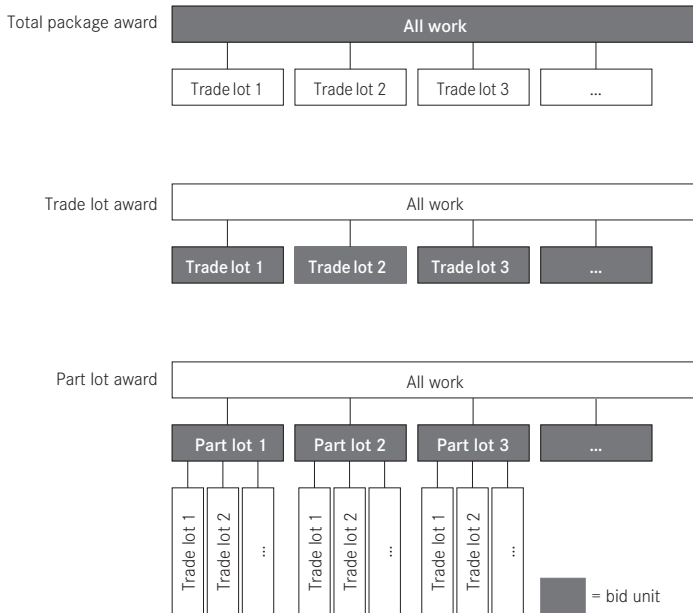 Total package award
All work
Trade lot 1
Trade lot 2
Trade lot 3
...
Trade lot award
All work
Trade lot 1
Trade lot 2
Trade lot 3
...
Part lot award
All work
Part lot 1
Part lot 2
Part lot 3
...
Trade lot 1
Trade lot 2
...
Trade lot 1
Trade lot 2
...
Trade lot 1
Trade lot 2
...
= bid unit